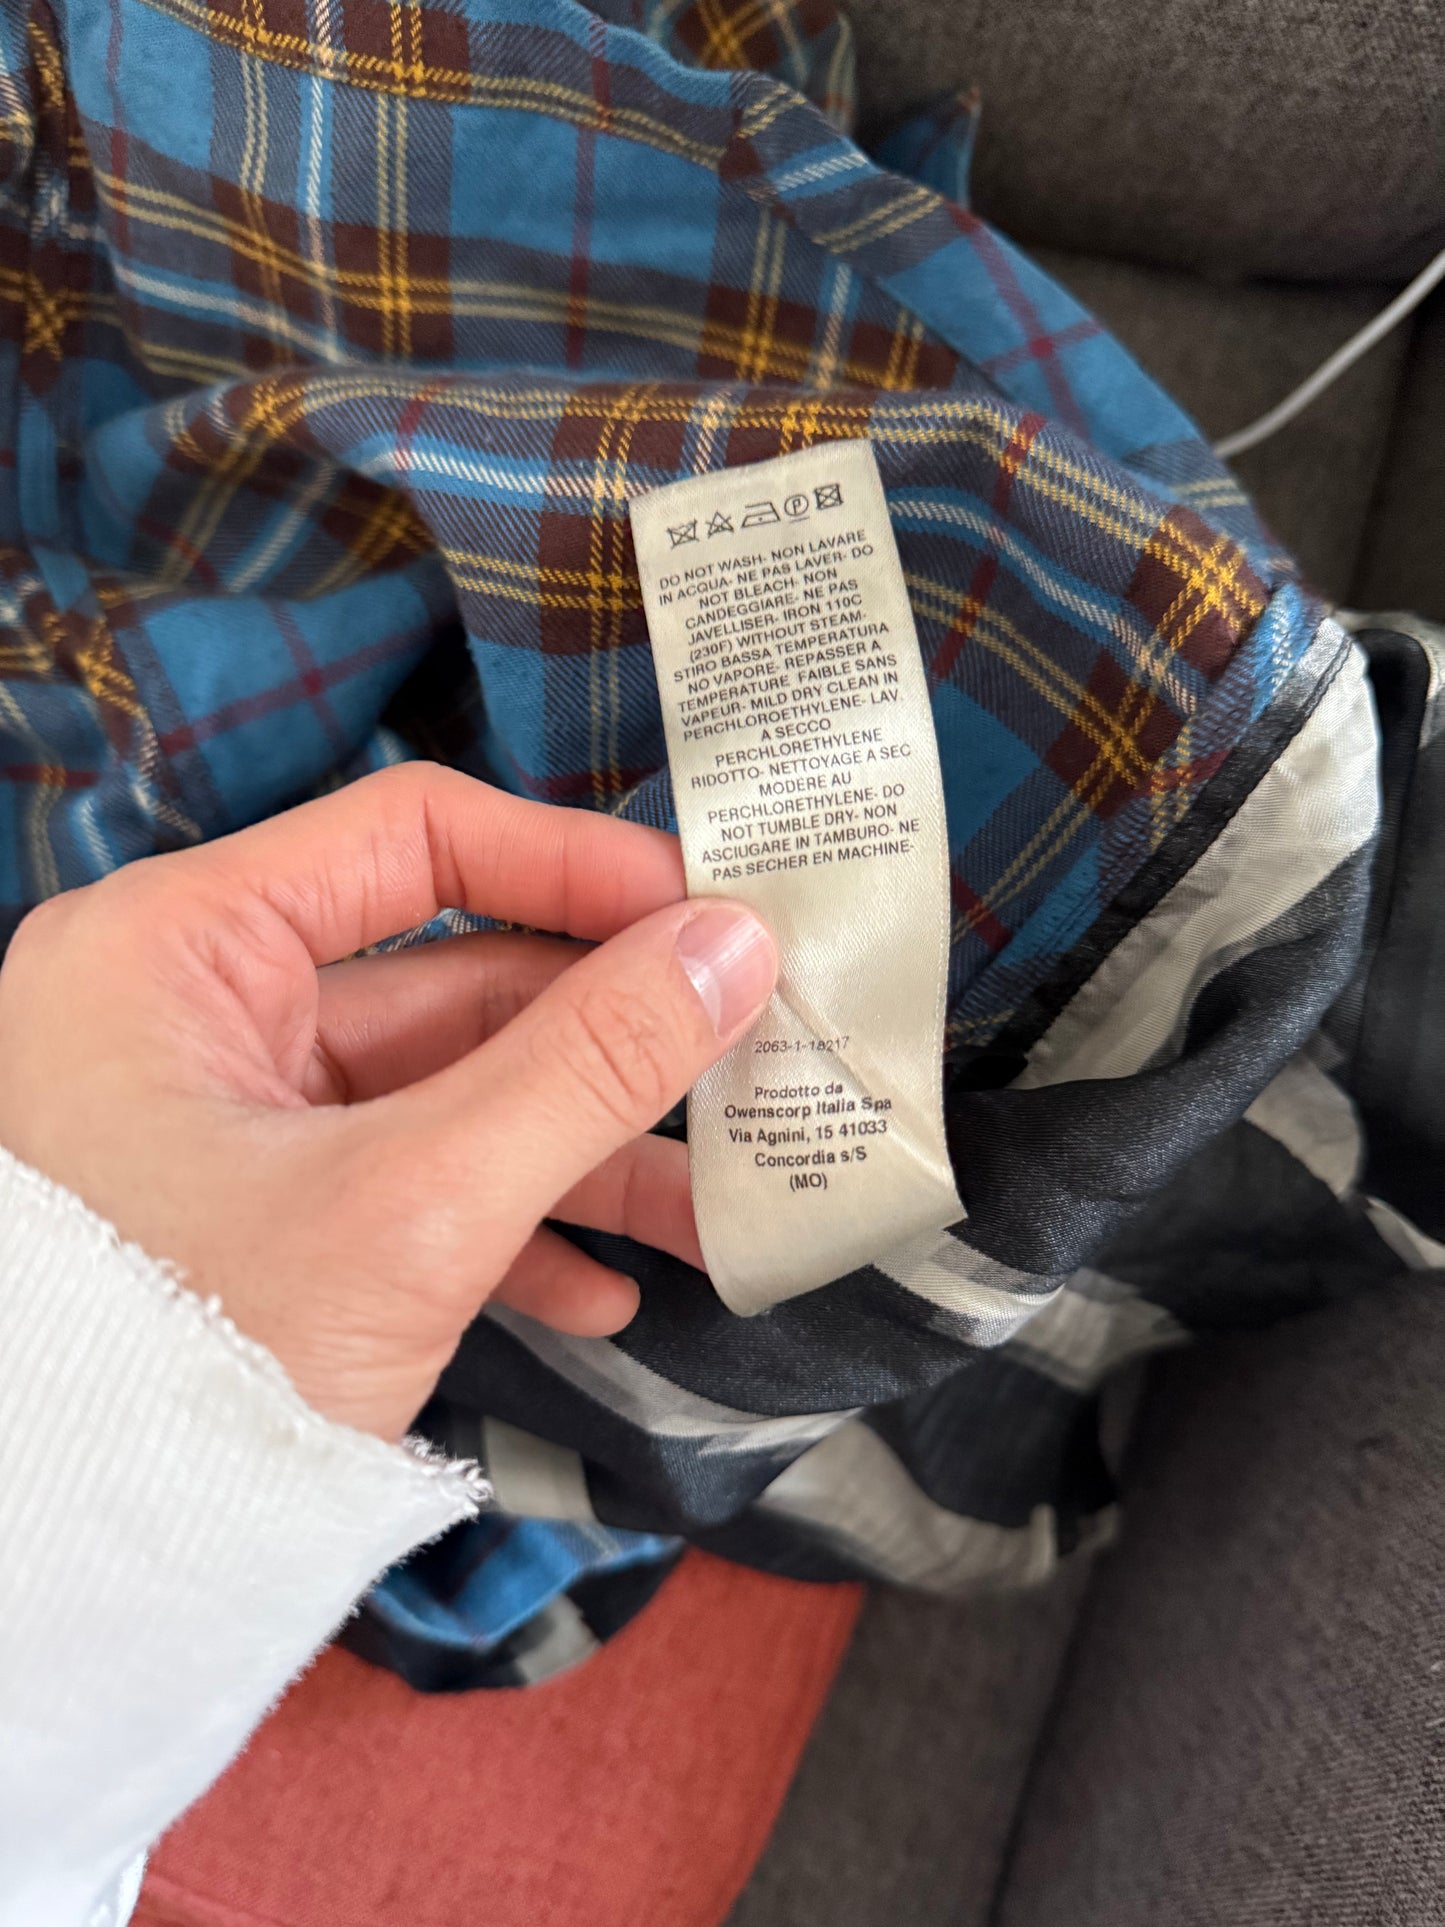 DO NOT WASH- NON LAVARE
IN ACQUA- NE PAS LAVER- DO
NOT BLEACH- NON
CANDEGGIARE- NE PAS
JAVELLISER- IRON 110C
(230F) WITHOUT STEAM-
STIRO BASSA TEMPERATURA
NO VAPORE- REPASSER A
TEMPERATURE FAIBLE SANS
VAPEUR- MILD DRY CLEAN IN
PERCHLOROETHYLENE- LAV.
A SECCO
PERCHLORETHYLENE
RIDOTTO- NETTOYAGE A SEC
MODERE AU
PERCHLORETHYLENE- DO
NOT TUMBLE DRY- NON
ASCIUGARE IN TAMBURO- NE
PAS SECHER EN MACHINE-
2063-1-18217
Prodotto da
Owenscorp Italia Spa
Via Agnini, 15 41033
Concordia s/S
(MO)